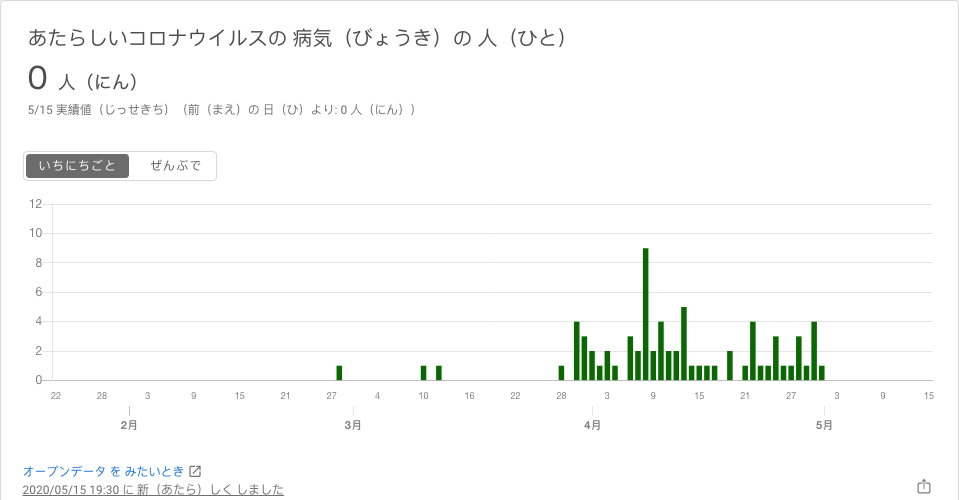 あたらしいコロナウイルスの 病気（びょうき）の 人（ひと）
0 人（にん）
5/15 実績値（じっせきち）（前（まえ）の 日（ひ）より: 0 人（にん））
いちにちごと ぜんぶで
12
10
8
6
4
2
0
22 28 3 9 15 21 27 4 10 16 22 28 3 9 15 21 27 3 9 15
2月 3月 4月 5月
オープンデータ を みたいとき
2020/05/15 19:30 に 新（あたら）しく しました